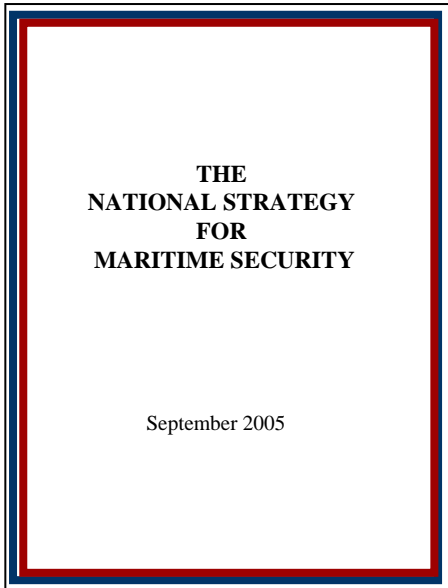 THE
NATIONAL STRATEGY
FOR
MARITIME SECURITY
September 2005